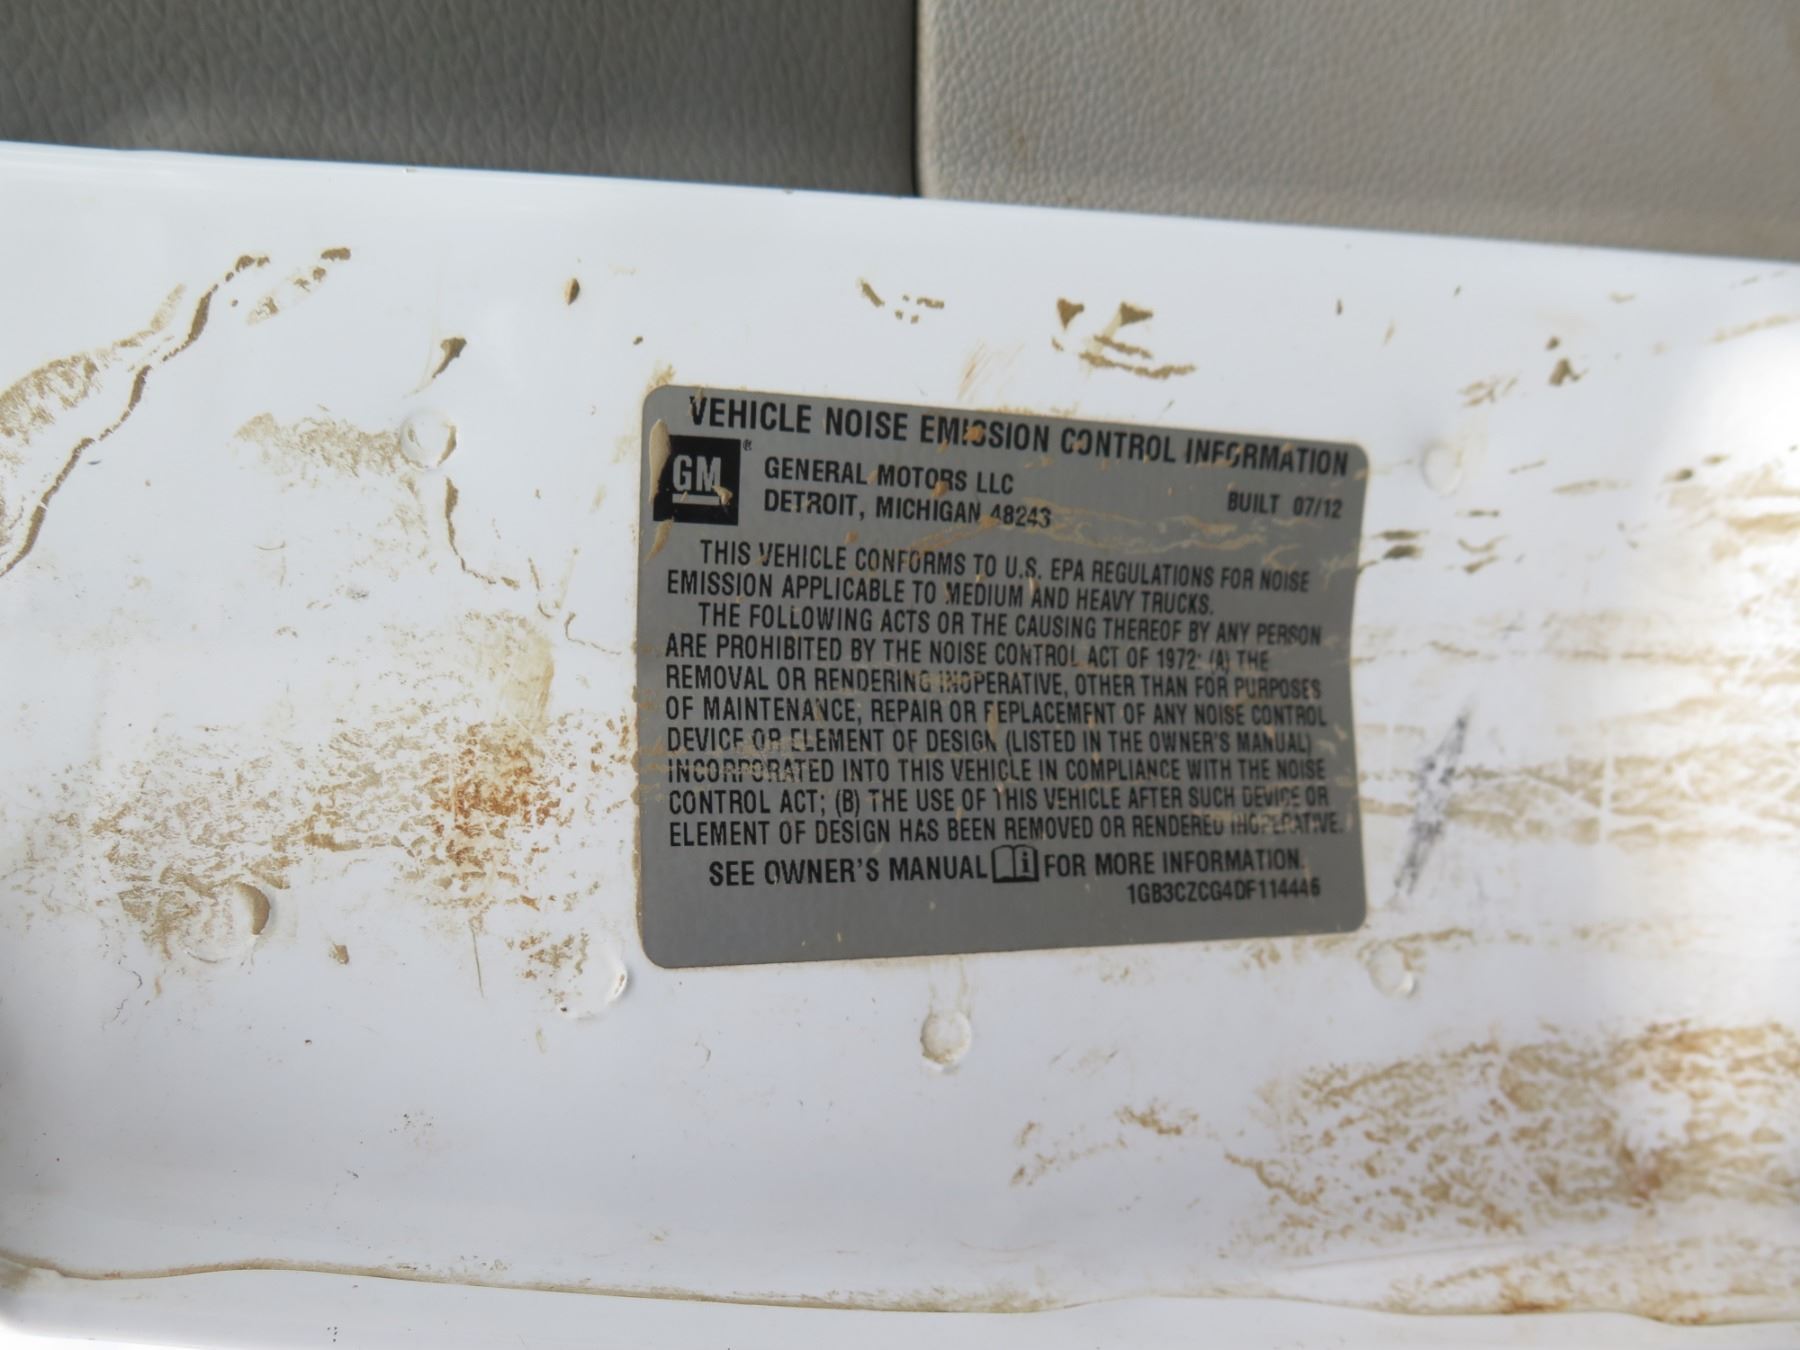 VEHICLE NOISE EMISSION CONTROL INFORMATION
GM ®
GENERAL MOTORS LLC
DETROIT, MICHIGAN 48243
BUILT 07/12
THIS VEHICLE CONFORMS TO U.S. EPA REGULATIONS FOR NOISE
EMISSION APPLICABLE TO MEDIUM AND HEAVY TRUCKS.
THE FOLLOWING ACTS OR THE CAUSING THEREOF BY ANY PERSON
ARE PROHIBITED BY THE NOISE CONTROL ACT OF 1972: (A) THE
REMOVAL OR RENDERING INOPERATIVE, OTHER THAN FOR PURPOSES
OF MAINTENANCE, REPAIR OR REPLACEMENT OF ANY NOISE CONTROL
DEVICE OR ELEMENT OF DESIGN (LISTED IN THE OWNER'S MANUAL)
INCORPORATED INTO THIS VEHICLE IN COMPLIANCE WITH THE NOISE
CONTROL ACT; (B) THE USE OF THIS VEHICLE AFTER SUCH DEVICE OR
ELEMENT OF DESIGN HAS BEEN REMOVED OR RENDERED INOPERATIVE.
SEE OWNER'S MANUAL i FOR MORE INFORMATION.
1GB3CZCG4DF114446